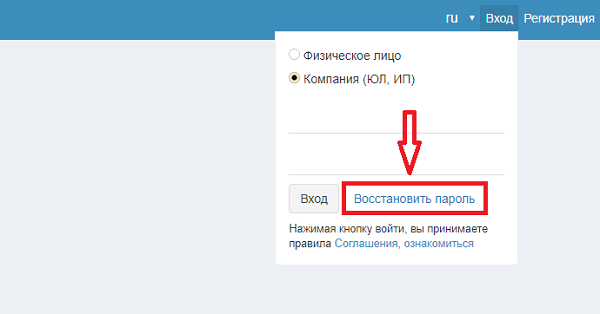 ru ▼ Вход Регистрация
Физическое лицо
Компания (ЮЛ, ИП)
Вход Восстановить пароль
Нажимая кнопку войти, вы принимаете
правила Соглашения, ознакомиться